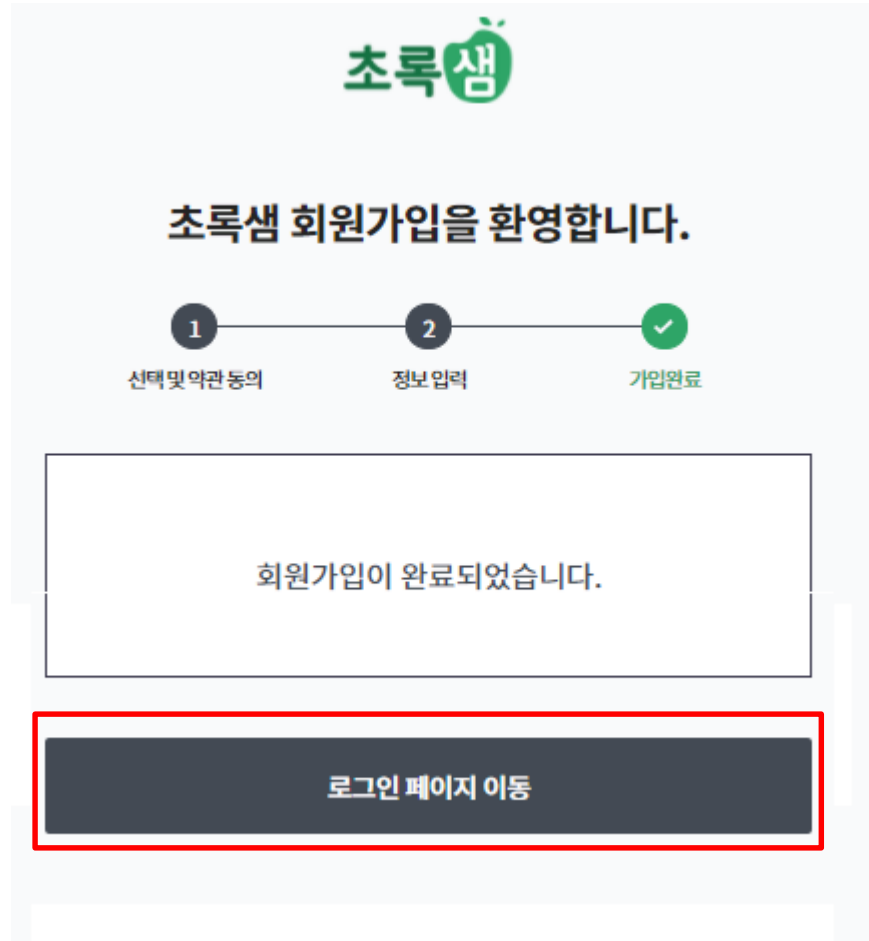 초록샘
초록샘 회원가입을 환영합니다.
1
2
선택 및 약관 동의
정보 입력
가입완료
회원가입이 완료되었습니다.
로그인 페이지 이동